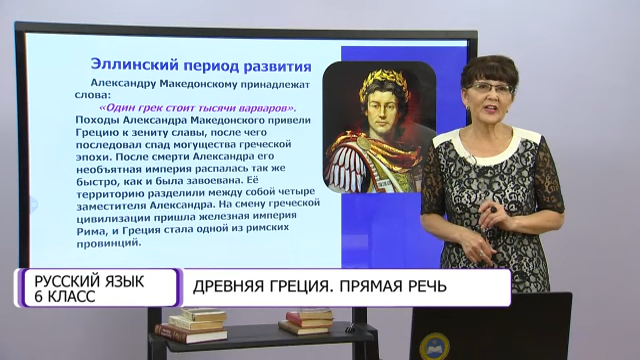 Эллинский период развития
Александру Македонскому принадлежат
слова:
«Один грек стоит тысячи варваров».
Походы Александра Македонского привели
Грецию к зениту славы, после чего
последовал спад могущества греческой
эпохи. После смерти Александра его
необъятная империя распалась так же
быстро, как и была завоевана. Её
территорию разделили между собой четыре
заместителя Александра. На смену греческой
цивилизации пришла железная империя
Рима, и Греция стала одной из римских
провинций.
РУССКИЙ ЯЗЫК
6 КЛАСС
ДРЕВНЯЯ ГРЕЦИЯ. ПРЯМАЯ РЕЧЬ